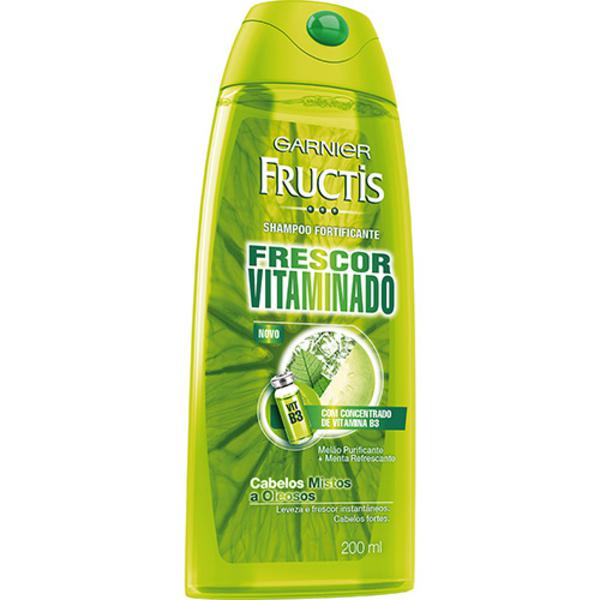 GARNIER
FRUCTIS
SHAMPOO FORTIFICANTE
FRESCOR
VITAMINADO
NOVO
VIT
B3
COM CONCENTRADO
DE VITAMINA B3
Melão Purificante
+ Menta Refrescante
Cabelos Mistos
a Oleosos
Leveza e frescor instantâneos.
Cabelos fortes.
200 ml